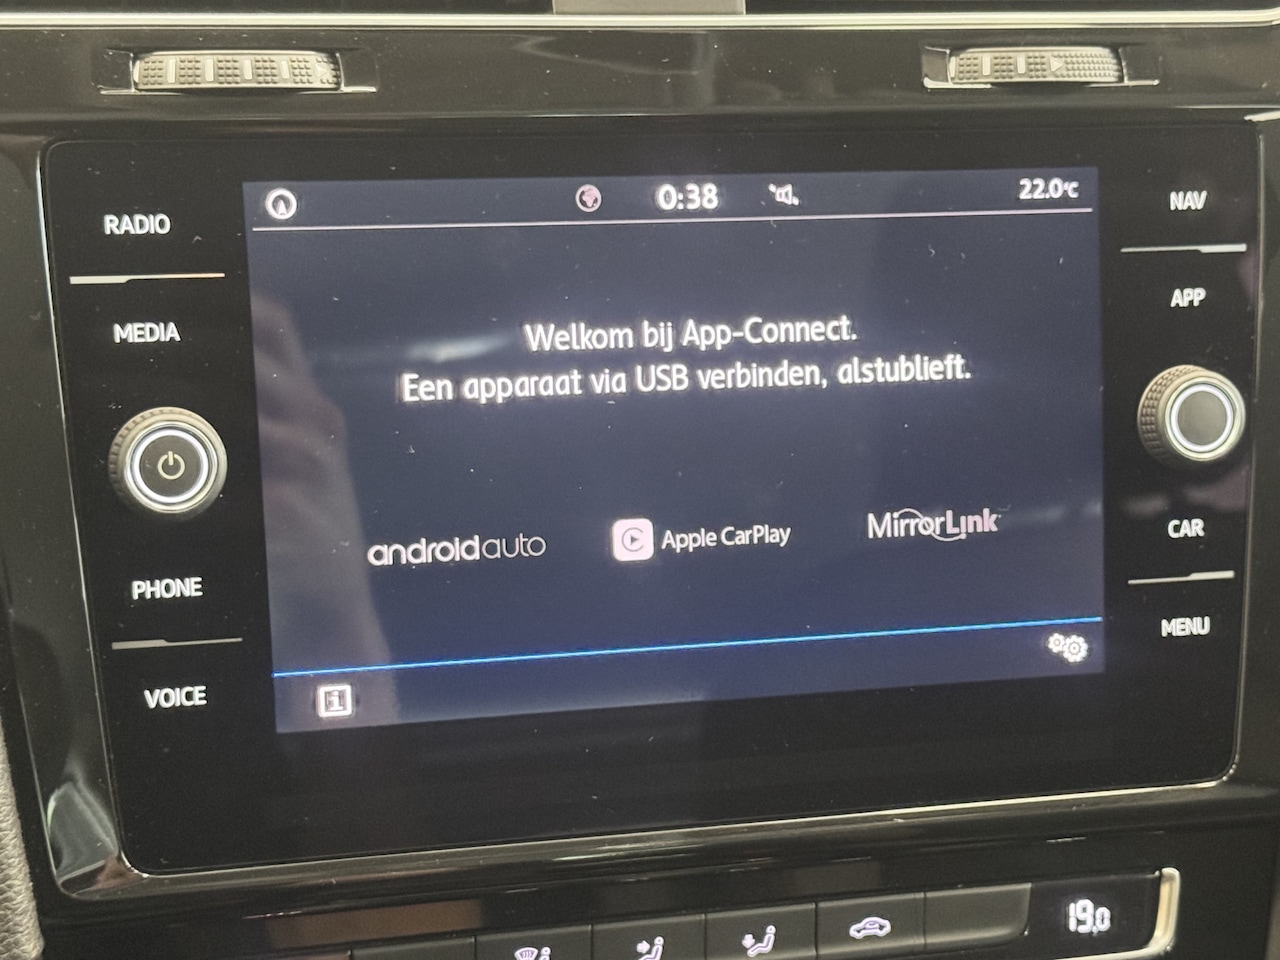 0:38
22.0°C
RADIO
NAV
MEDIA
APP
Welkom bij App-Connect.
Een apparaat via USB verbinden, alstublieft.
androidauto
Apple CarPlay
MirrorLink
PHONE
CAR
VOICE
MENU
19,0